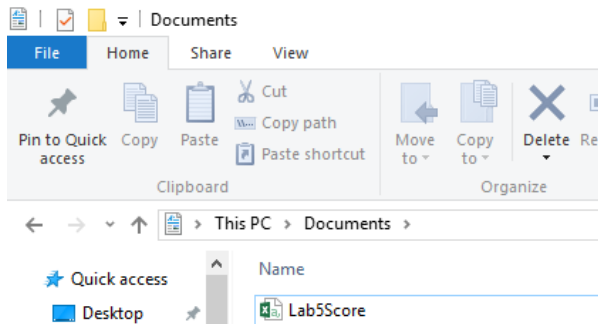 Documents
File Home Share View
Pin to Quick access
Copy
Paste
Cut
Copy path
Paste shortcut
Move to
Copy to
Delete
Re
Clipboard
Organize
This PC > Documents >
Quick access
Name
Desktop
Lab5Score